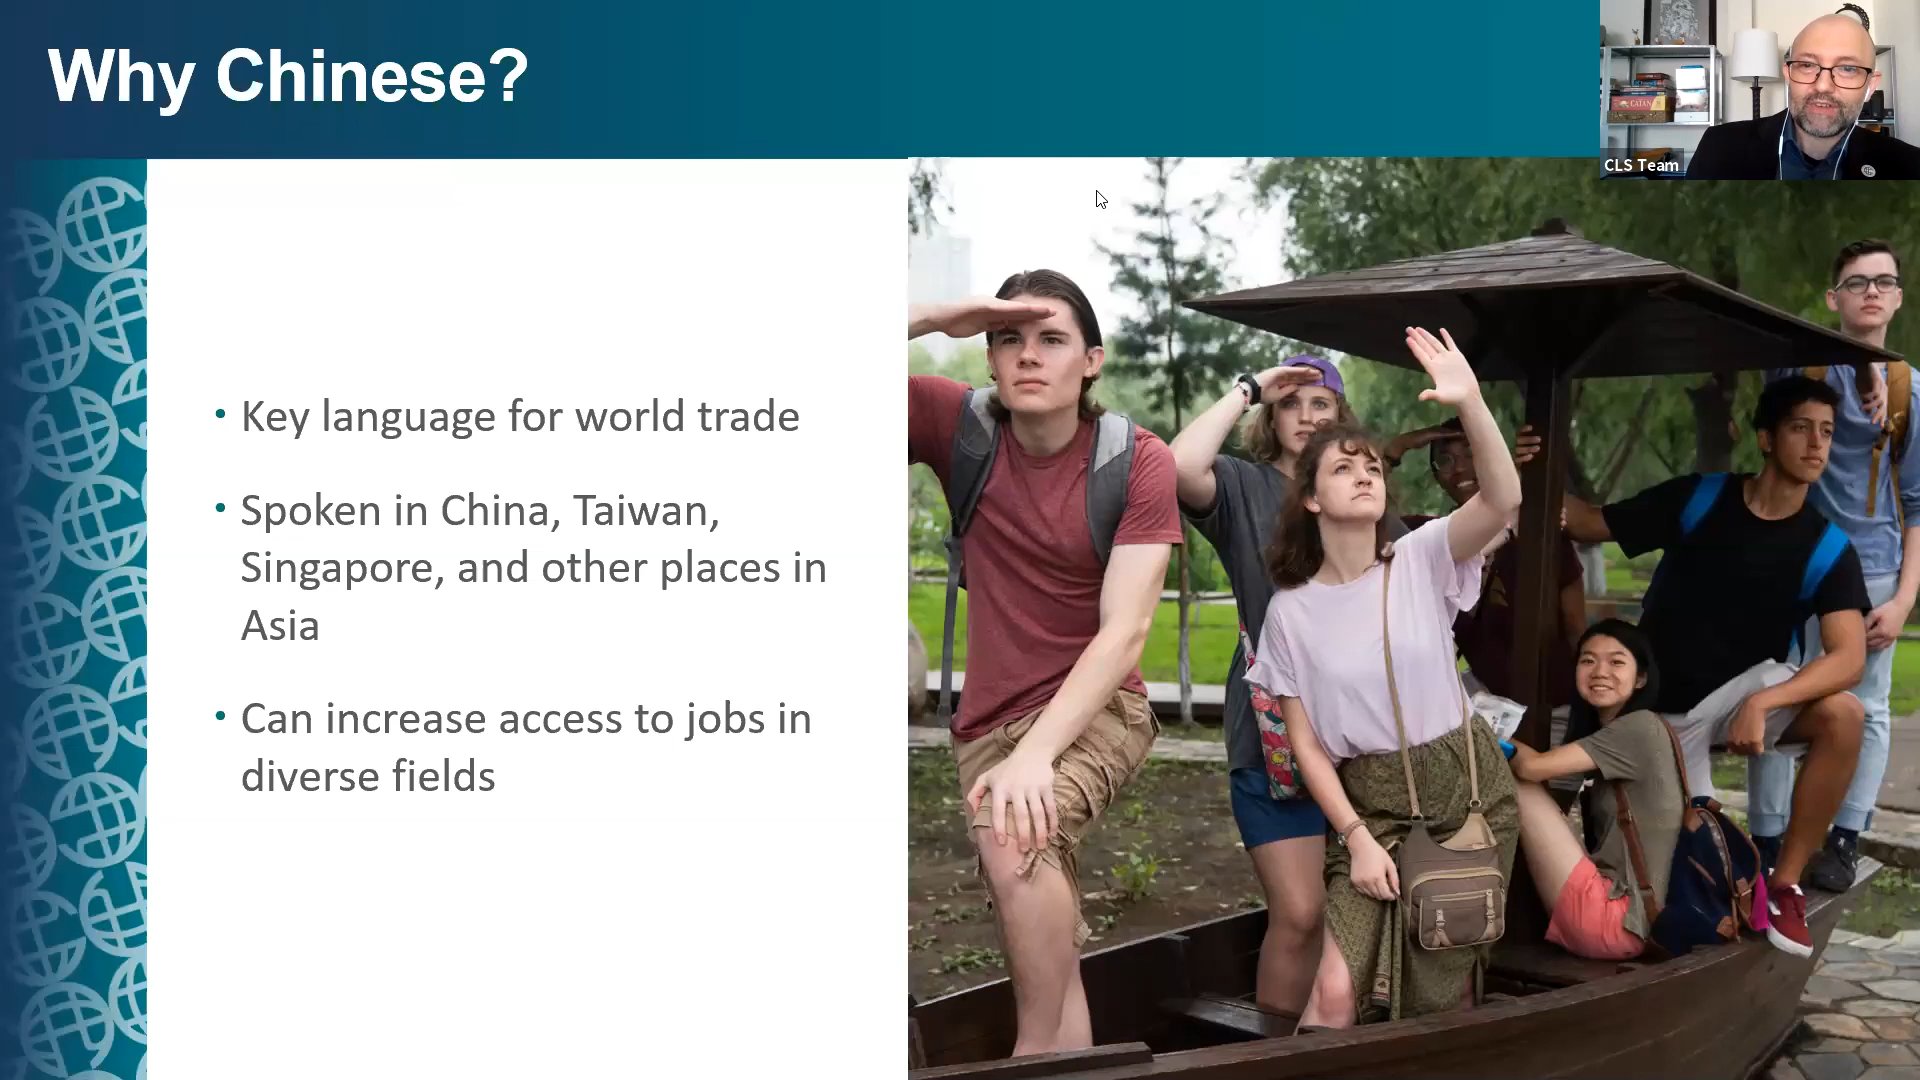 Why Chinese?
CATAN
CLS Team
• Key language for world trade
• Spoken in China, Taiwan,
Singapore, and other places in
Asia
• Can increase access to jobs in
diverse fields